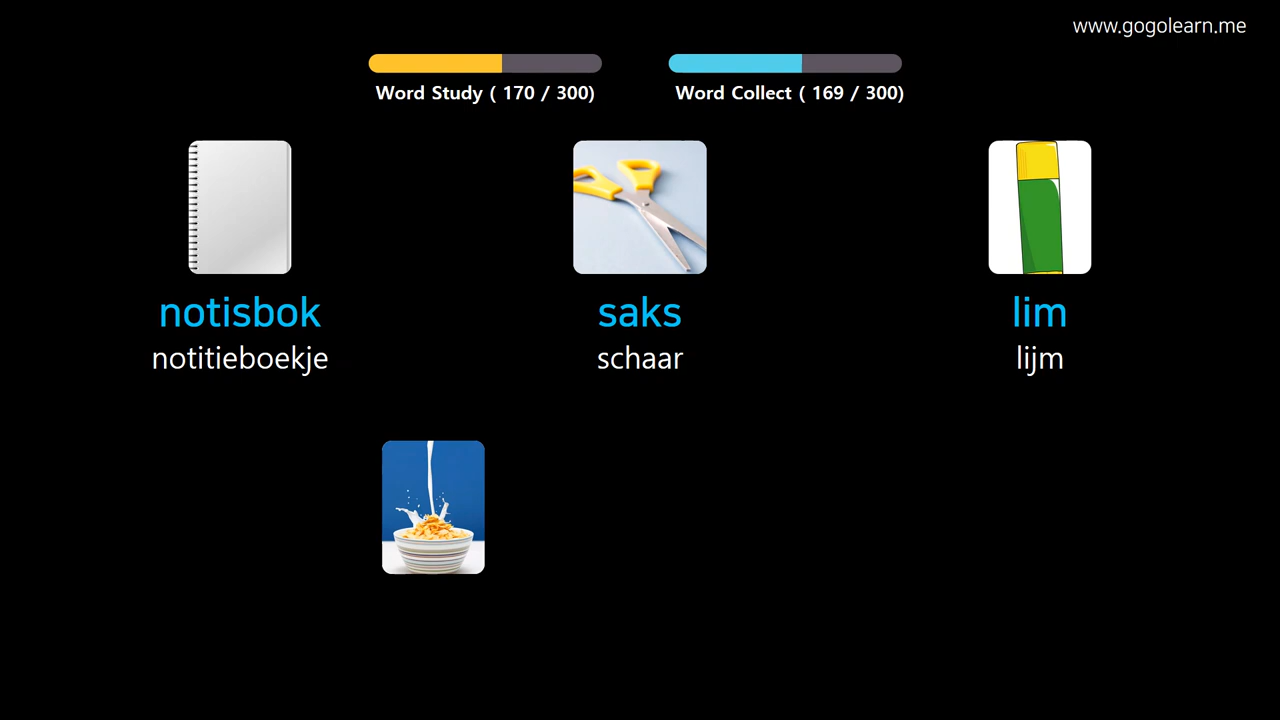 www.gogolearn.me
Word Study ( 170 / 300)
Word Collect ( 169 / 300)
notisbok
notitieboekje
saks
schaar
lim
lijm